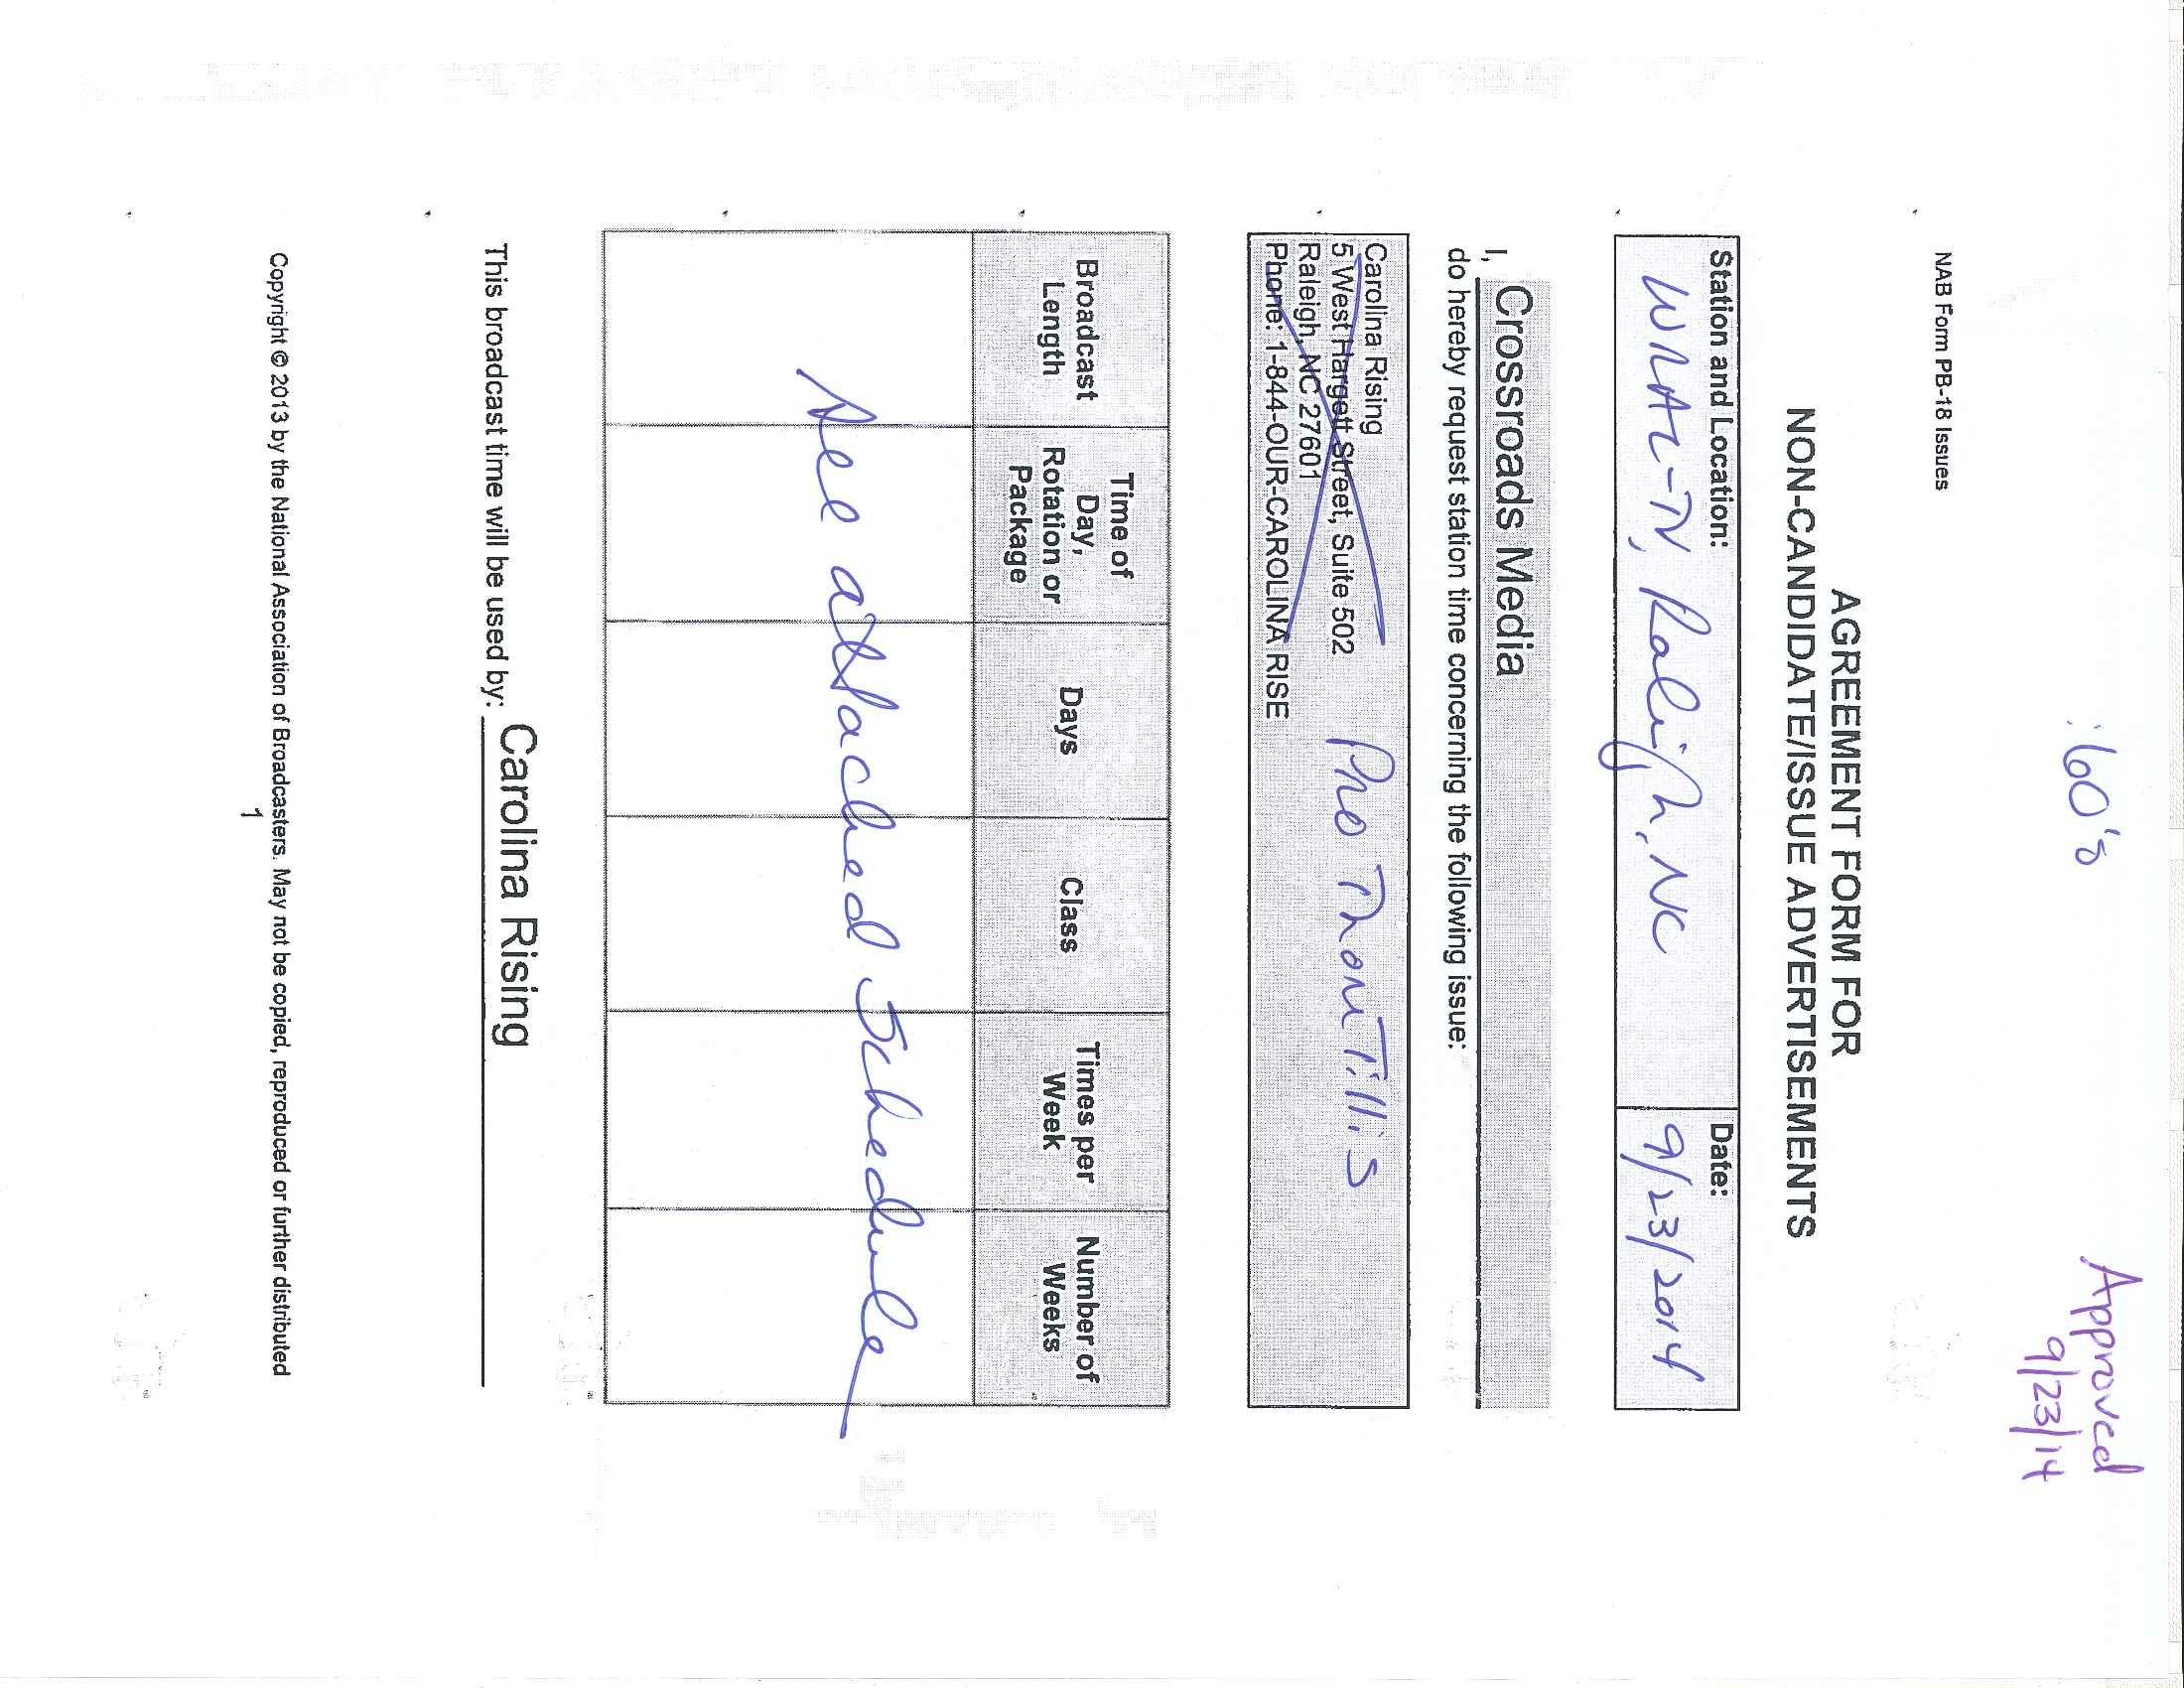 :60's
Approved
9/23/14
NAB Form PB-18 Issues
AGREEMENT FORM FOR
NON-CANDIDATE/ISSUE ADVERTISEMENTS
Station and Location:
WRAL-TV, Raleigh, NC
Date:
9/23/2014
I, Crossroads Media
do hereby request station time concerning the following issue:
Carolina Rising
5 West Hargett Street, Suite 502
Raleigh, NC 27601
Phone: 1-844-OUR-CAROLINA RISE
Pro Thom Tillis
Broadcast
Length
Time of
Day,
Rotation or
Package
Days
Class
Times per
Week
Number of
Weeks
See attached schedule
This broadcast time will be used by: Carolina Rising
Copyright © 2013 by the National Association of Broadcasters. May not be copied, reproduced or further distributed
1